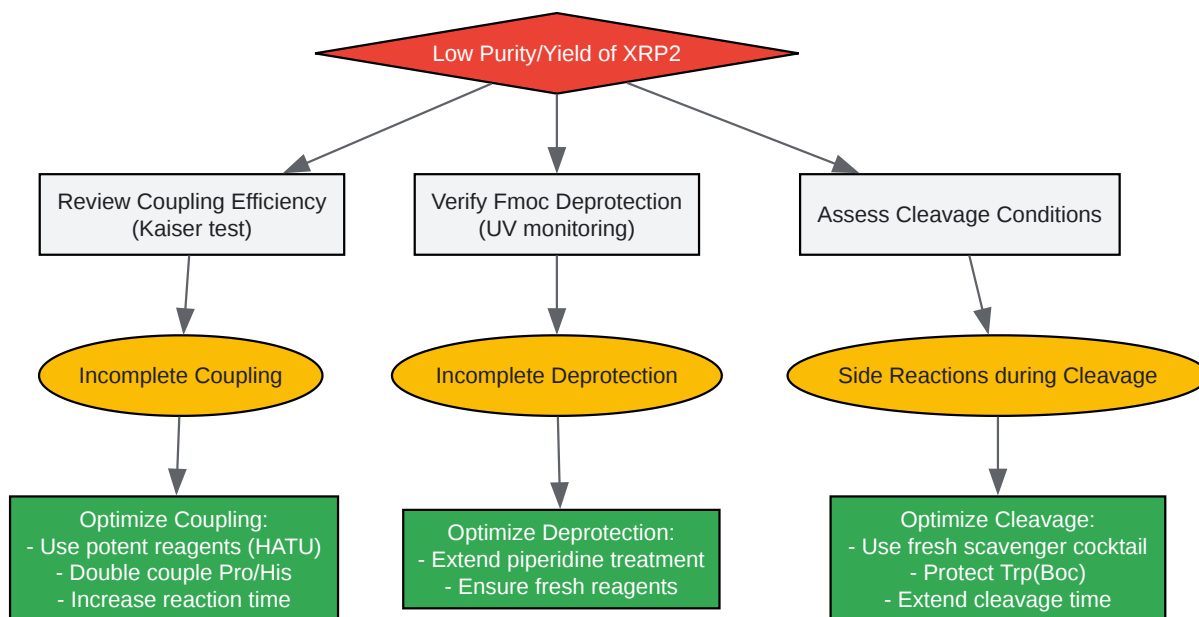 Low Purity/Yield of XRP2
Review Coupling Efficiency
(Kaiser test)
Verify Fmoc Deprotection
(UV monitoring)
Assess Cleavage Conditions
Incomplete Coupling
Incomplete Deprotection
Side Reactions during Cleavage
Optimize Coupling:
- Use potent reagents (HATU)
- Double couple Pro/His
- Increase reaction time
Optimize Deprotection:
- Extend piperidine treatment
- Ensure fresh reagents
Optimize Cleavage:
- Use fresh scavenger cocktail
- Protect Trp(Boc)
- Extend cleavage time